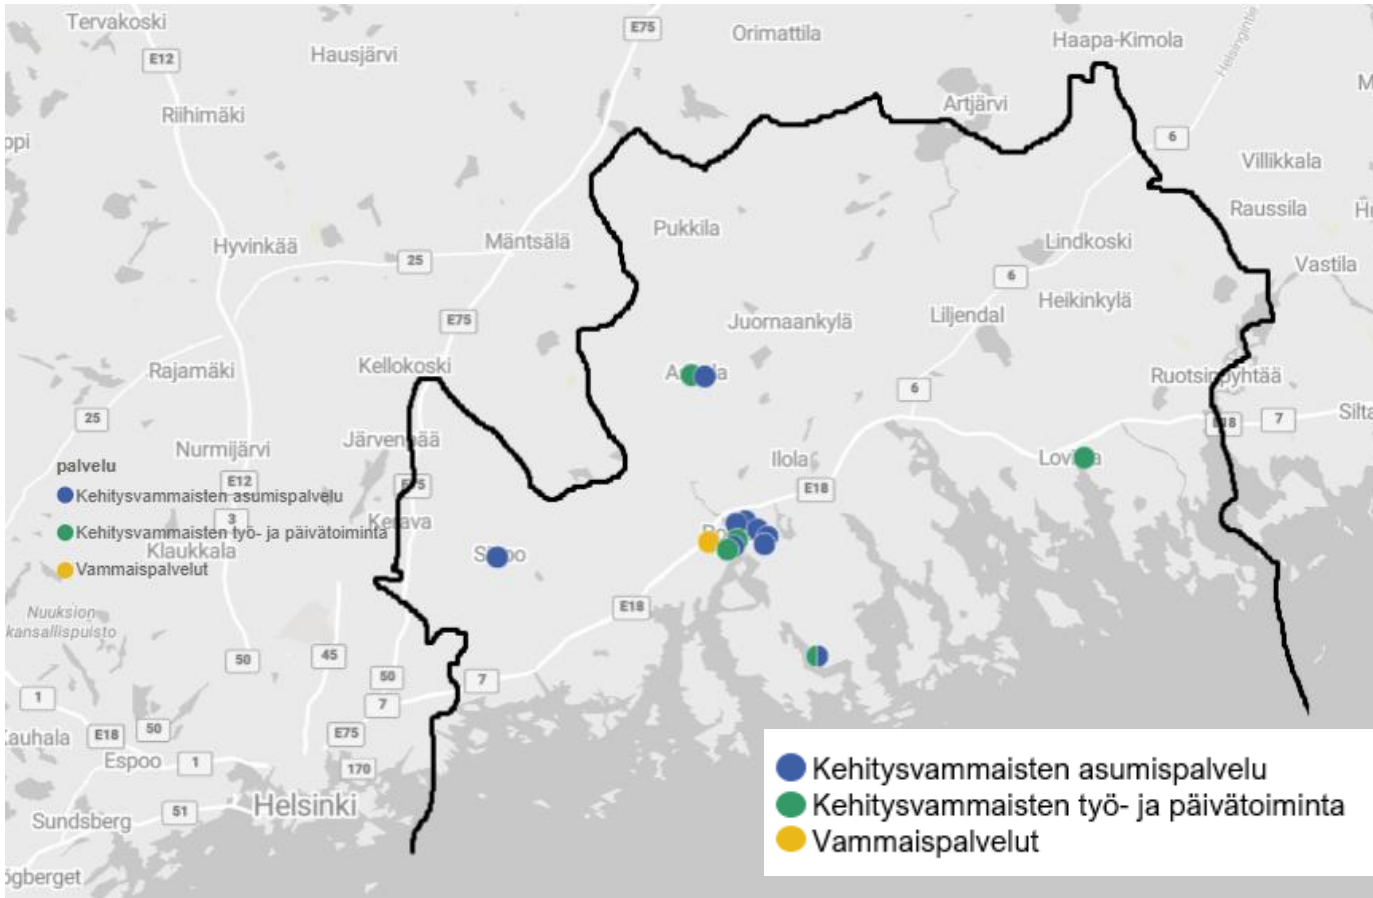 Tervakoski
E75
Orimattila
Haapa-Kimola
Hausjärvi
E12
Helsingintie
Artjärvi
Riihimäki
6
Villikkala
Raussila
Pukkila
Hyvinkää
Mäntsälä
Lindkoski
25
Vastila
6
Heikinkylä
E75
Juornaankylä
Liljendal
Kellokoski
Rajamäki
Ruotsinpyhtää
6
25
E18
7
Järvenpää
Nurmijärvi
Ilola
palvelu
E12
E75
E18
Kehitysvammaisten asumispalvelu
3
Kerava
Kehitysvammaisten työ- ja päivätoiminta
Klaukkala
Vammaispalvelut
Nuuksion
kansallispuisto
E18
50
45
50
7
1
7
E18
50
E75
Espoo
1
170
Helsinki
51
Sundsberg
Kehitysvammaisten asumispalvelu
Kehitysvammaisten työ- ja päivätoiminta
Vammaispalvelut